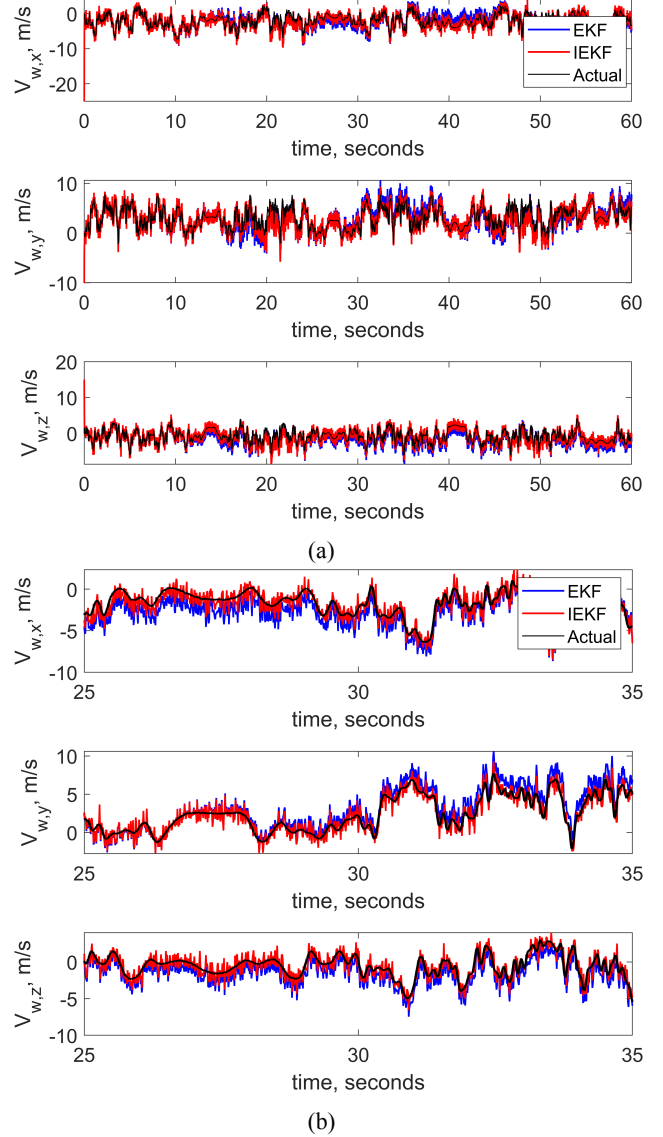 0
-10
-20
V_{w,x}, m/s
EKF
IEKF
Actual
0 10 20 30 40 50 60
time, seconds
10
0
-10
V_{w,y}, m/s
0 10 20 30 40 50 60
time, seconds
20
10
0
V_{w,z}, m/s
0 10 20 30 40 50 60
time, seconds
(a)
0
-5
-10
V_{w,x}, m/s
EKF
IEKF
Actual
25 30 35
time, seconds
10
5
0
V_{w,y}, m/s
25 30 35
time, seconds
0
-5
-10
V_{w,z}, m/s
25 30 35
time, seconds
(b)